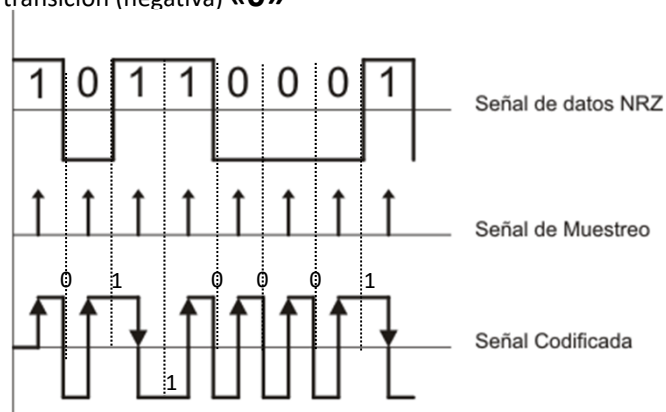 transición (negativa) «0»
1 0 1 1 0 0 0 1
Señal de datos NRZ
Señal de Muestreo
0 1 0 0 0 1
Señal Codificada
1